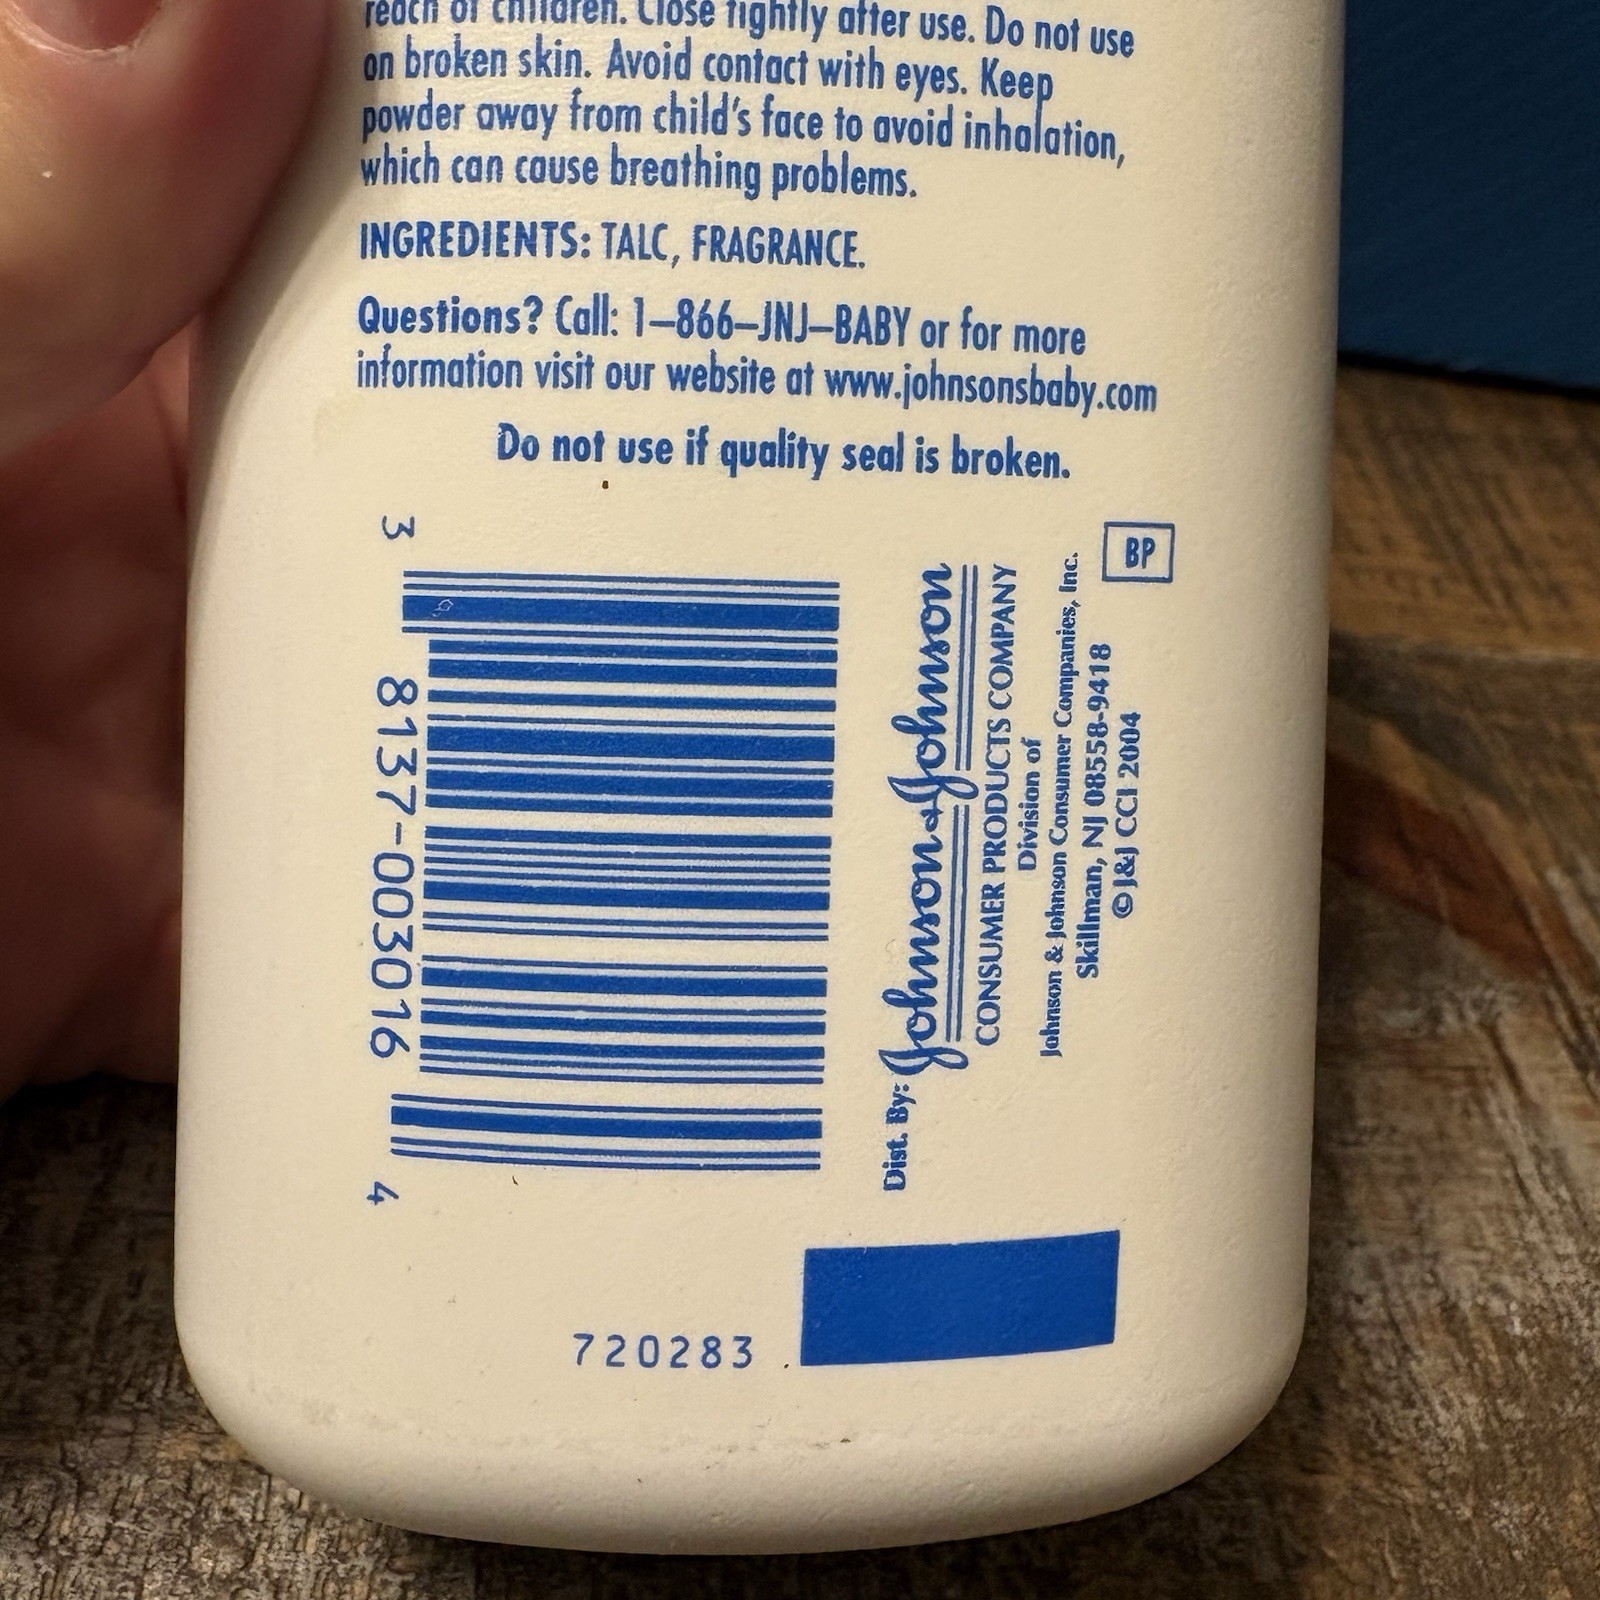 reach of children. Close tightly after use. Do not use
on broken skin. Avoid contact with eyes. Keep
powder away from child's face to avoid inhalation,
which can cause breathing problems.
INGREDIENTS: TALC, FRAGRANCE.
Questions? Call: 1–866–JNJ–BABY or for more
information visit our website at www.johnsonsbaby.com
Do not use if quality seal is broken.
3 8137-003016 4
Dist. By: Johnson & Johnson
CONSUMER PRODUCTS COMPANY
Division of
Johnson & Johnson Consumer Companies, Inc.
Skillman, NJ 08558-9418
© J&J CCI 2004
BP
720283